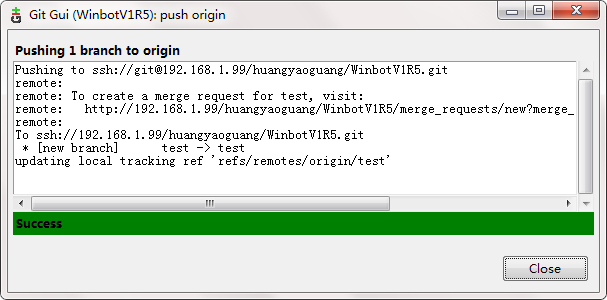 Git Gui (WinbotV1R5): push origin
Pushing 1 branch to origin
Pushing to ssh://git@192.168.1.99/huangyaoguang/WinbotV1R5.git
remote:
remote: To create a merge request for test, visit:
remote:   http://192.168.1.99/huangyaoguang/WinbotV1R5/merge_requests/new?merge_
remote:
To ssh://192.168.1.99/huangyaoguang/WinbotV1R5.git
 * [new branch]      test -> test
updating local tracking ref 'refs/remotes/origin/test'
Success
Close